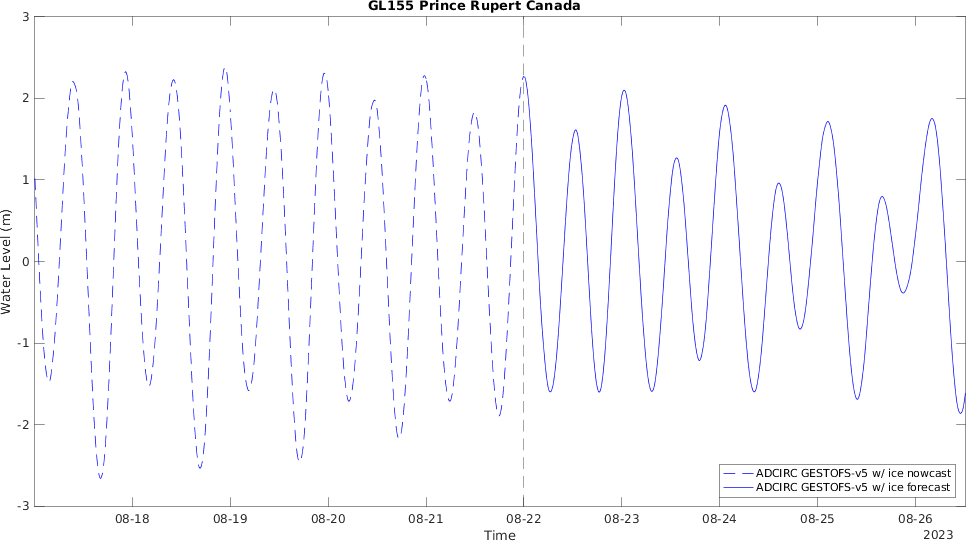 GL155 Prince Rupert Canada
3
2
1
0
-1
-2
-3
Water Level (m)
08-18 08-19 08-20 08-21 08-22 08-23 08-24 08-25 08-26
Time
2023
ADCIRC GESTOFS-v5 w/ ice nowcast
ADCIRC GESTOFS-v5 w/ ice forecast